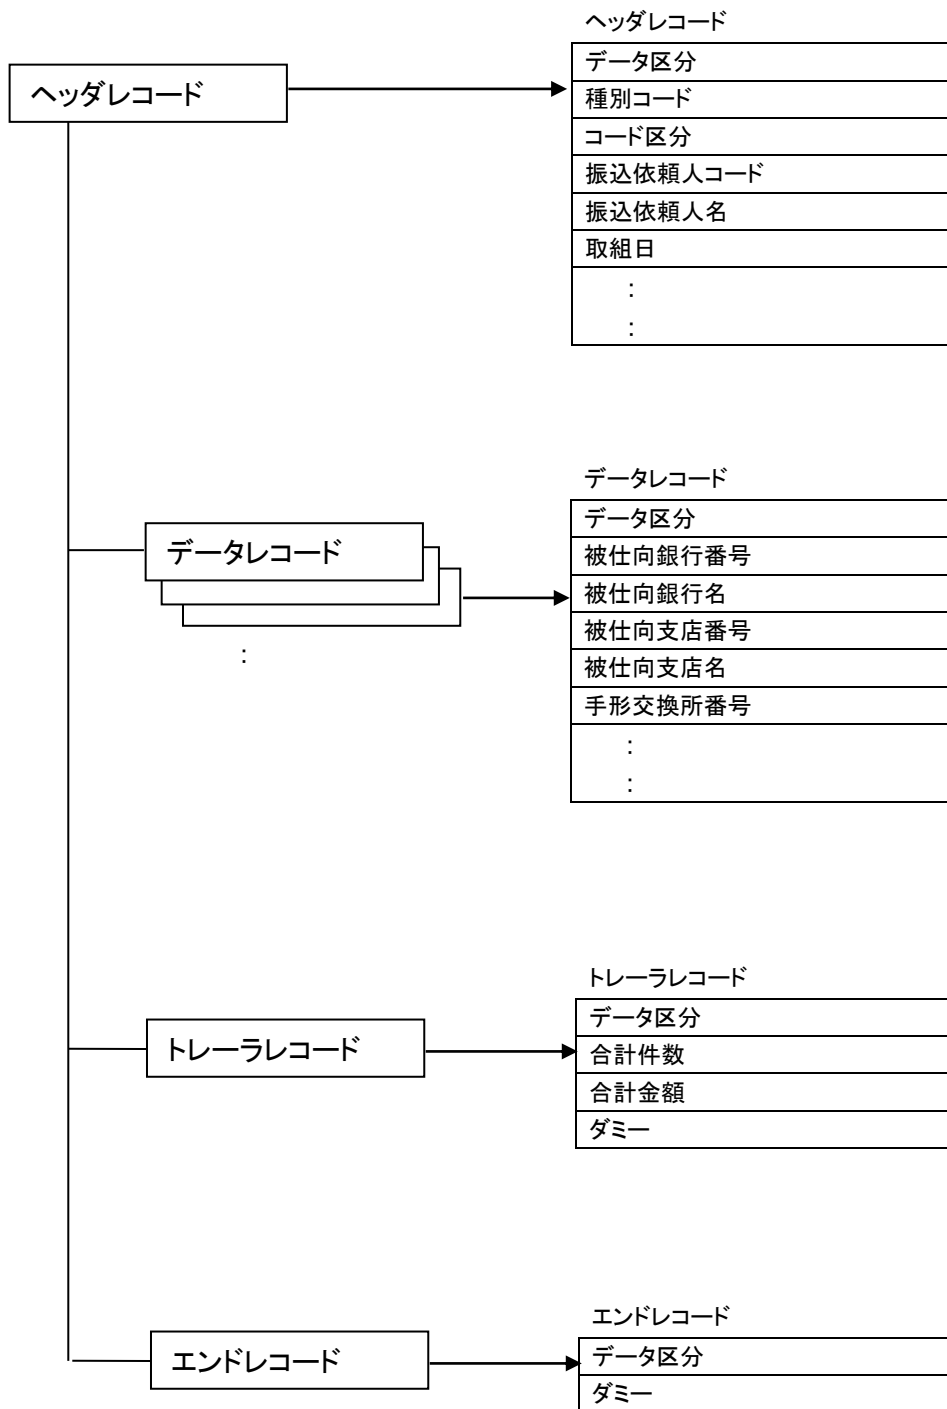 ヘッダレコード
ヘッダレコード
データ区分
種別コード
コード区分
振込依頼人コード
振込依頼人名
取組日
:
:
データレコード
:
データレコード
データ区分
被仕向銀行番号
被仕向銀行名
被仕向支店番号
被仕向支店名
手形交換所番号
:
:
トレーラレコード
トレーラレコード
データ区分
合計件数
合計金額
ダミー
エンドレコード
エンドレコード
データ区分
ダミー